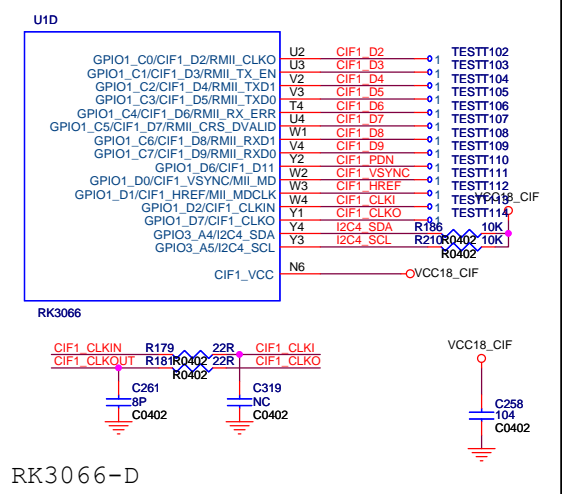 U1D
GPIO1_C0/CIF1_D2/RMII_CLKO U2 CIF1_D2 1 TESTT102
GPIO1_C1/CIF1_D3/RMII_TX_EN U3 CIF1_D3 1 TESTT103
GPIO1_C2/CIF1_D4/RMII_TXD1 V2 CIF1_D4 1 TESTT104
GPIO1_C3/CIF1_D5/RMII_TXD0 V3 CIF1_D5 1 TESTT105
GPIO1_C4/CIF1_D6/RMII_RX_ERR T4 CIF1_D6 1 TESTT106
GPIO1_C5/CIF1_D7/RMII_CRS_DVALID U4 CIF1_D7 1 TESTT107
GPIO1_C6/CIF1_D8/RMII_RXD1 W1 CIF1_D8 1 TESTT108
GPIO1_C7/CIF1_D9/RMII_RXD0 V4 CIF1_D9 1 TESTT109
GPIO1_D6/CIF1_D11 Y2 CIF1_PDN 1 TESTT110
GPIO1_D0/CIF1_VSYNC/MII_MD W2 CIF1_VSYNC 1 TESTT111
GPIO1_D1/CIF1_HREF/MII_MDCLK W3 CIF1_HREF 1 TESTT112
VCC18_CIF
GPIO1_D2/CIF1_CLKIN W4 CIF1_CLKI 1 TESTT113
GPIO1_D7/CIF1_CLKO Y1 CIF1_CLKO 1 TESTT114
GPIO3_A4/I2C4_SDA Y4 I2C4_SDA R186 R0402 10K
GPIO3_A5/I2C4_SCL Y3 I2C4_SCL R210 R0402 10K
CIF1_VCC N6 VCC18_CIF
RK3066
CIF1_CLKIN R179 R0402 22R CIF1_CLKI
CIF1_CLKOUT R181 R0402 22R CIF1_CLKO
C261
8P
C0402
C319
NC
C0402
VCC18_CIF
C258
104
C0402
RK3066-D